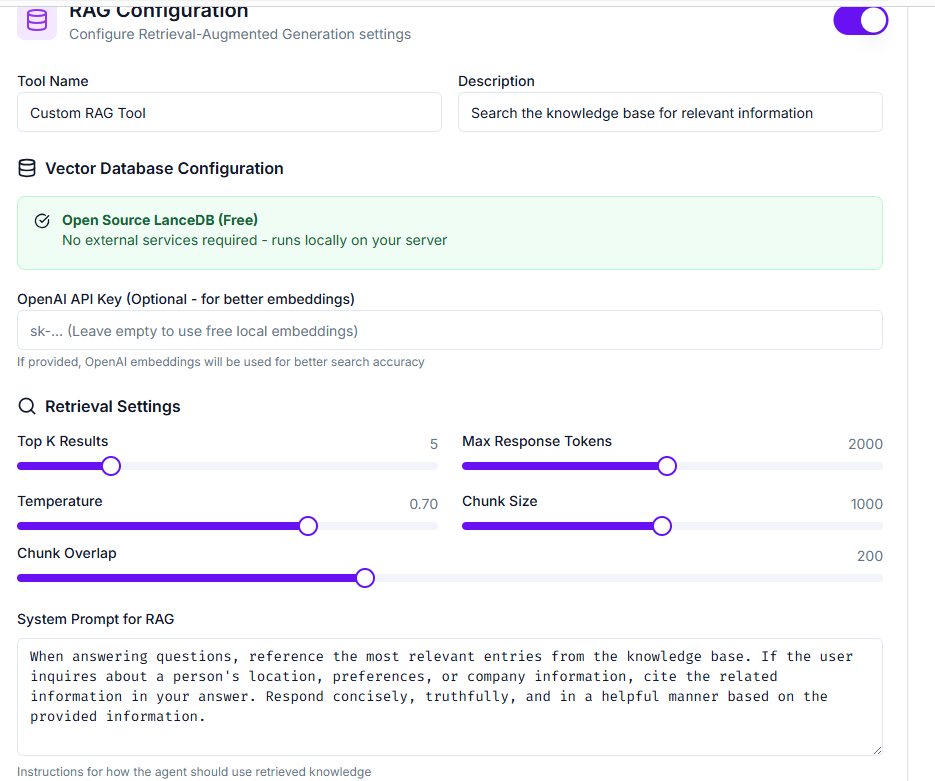 RAG Configuration
Configure Retrieval-Augmented Generation settings
Tool Name
Description
Custom RAG Tool
Search the knowledge base for relevant information
Vector Database Configuration
Open Source LanceDB (Free)
No external services required - runs locally on your server
OpenAI API Key (Optional - for better embeddings)
sk-... (Leave empty to use free local embeddings)
If provided, OpenAI embeddings will be used for better search accuracy
Retrieval Settings
Top K Results 5
Max Response Tokens 2000
Temperature 0.70
Chunk Size 1000
Chunk Overlap 200
System Prompt for RAG
When answering questions, reference the most relevant entries from the knowledge base. If the user
inquires about a person's location, preferences, or company information, cite the related
information in your answer. Respond concisely, truthfully, and in a helpful manner based on the
provided information.
Instructions for how the agent should use retrieved knowledge